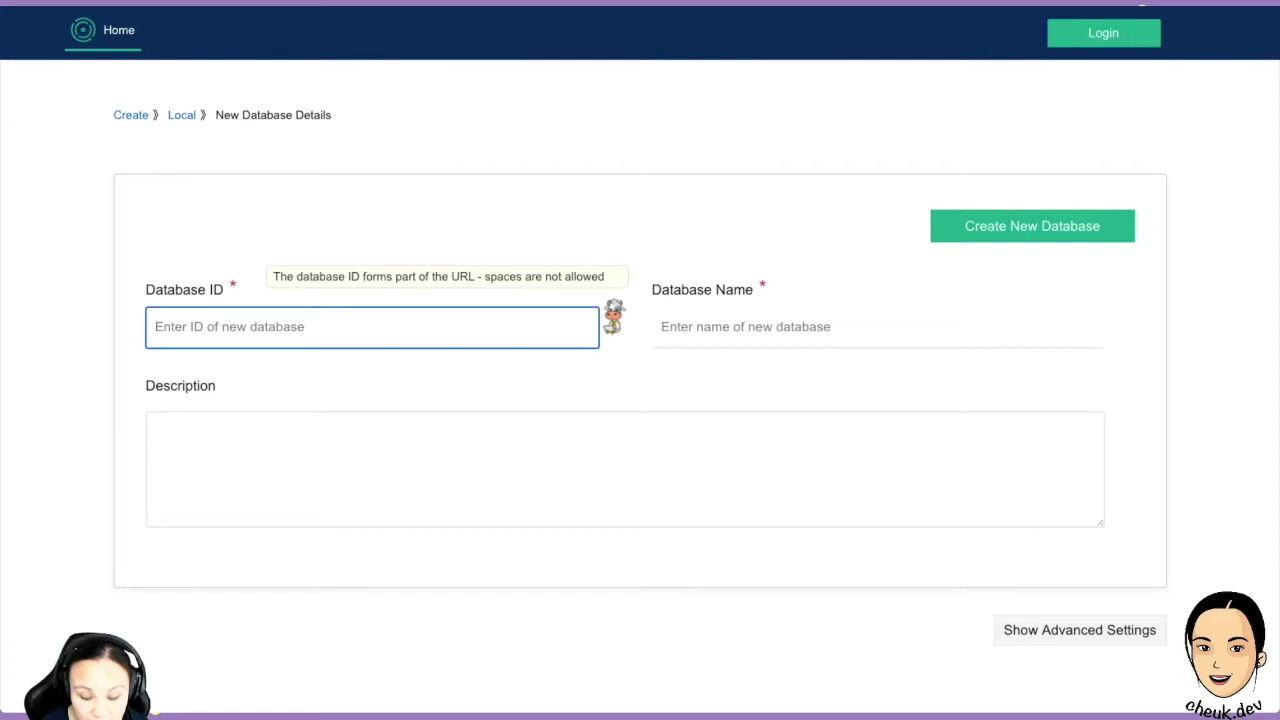 Home
Login
Create 》 Local 》 New Database Details
Create New Database
The database ID forms part of the URL - spaces are not allowed
Database ID *
Database Name *
Enter ID of new database
Enter name of new database
Description
Show Advanced Settings
cheuk.dev